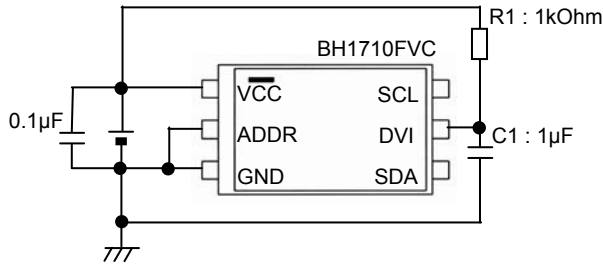 R1 : 1kOhm
BH1710FVC
VCC
SCL
0.1µF
ADDR
DVI
C1 : 1µF
GND
SDA